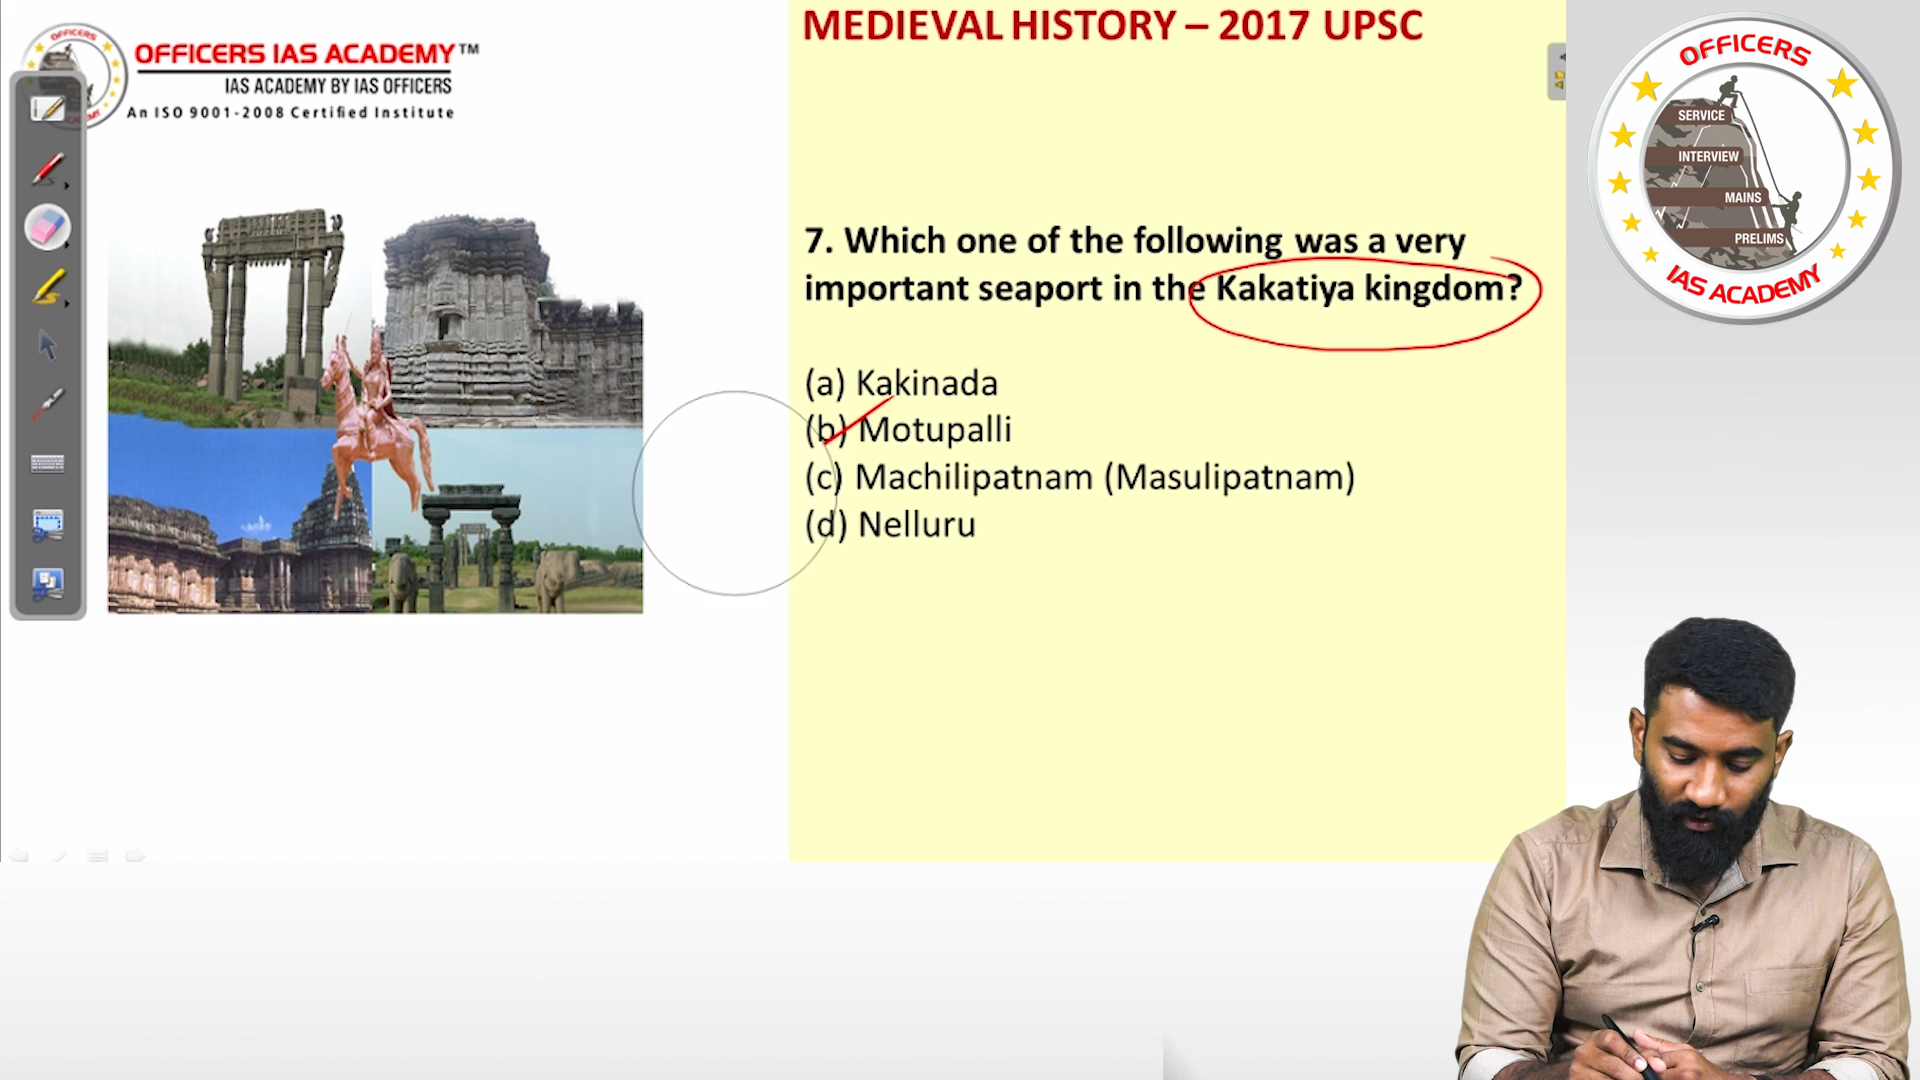 OFFICERS IAS ACADEMY™
IAS ACADEMY BY IAS OFFICERS
An ISO 9001-2008 Certified Institute
MEDIEVAL HISTORY – 2017 UPSC
7. Which one of the following was a very
important seaport in the Kakatiya kingdom?
(a) Kakinada
(b) Motupalli
(c) Machilipatnam (Masulipatnam)
(d) Nelluru
OFFICERS
SERVICE
INTERVIEW
MAINS
PRELIMS
IAS ACADEMY